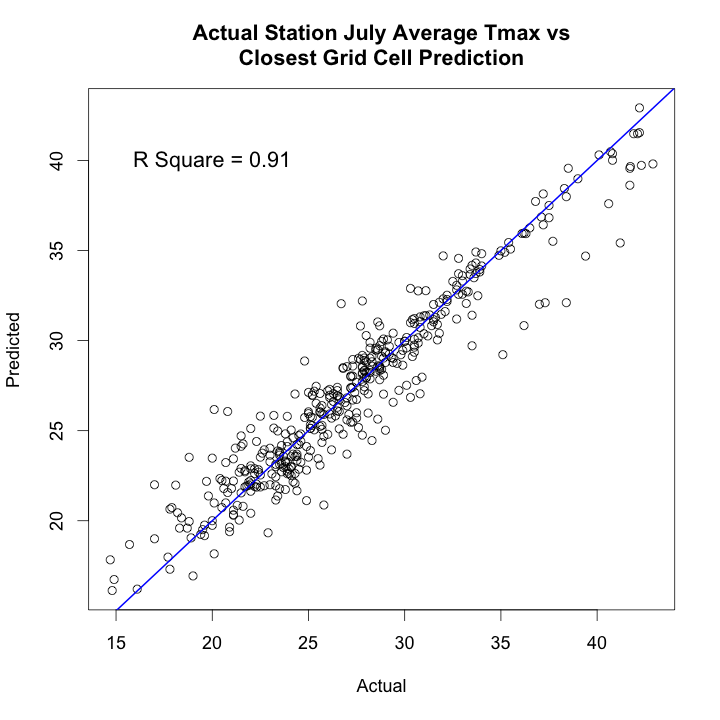 Actual Station July Average Tmax vs
Closest Grid Cell Prediction
R Square = 0.91
40
35
30
25
20
Predicted
15 20 25 30 35 40
Actual